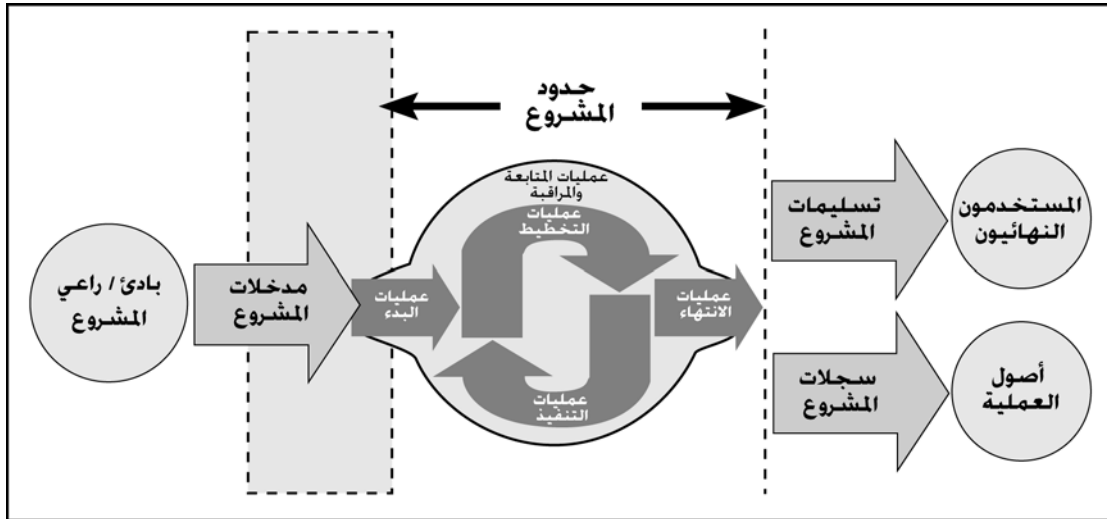 حدود
المشروع
عمليات المتابعة
والمراقبة
عمليات
التخطيط
المستخدمون
النهائيون
تسليمات
المشروع
عمليات
الانتهاء
عمليات
البدء
مدخلات
المشروع
بادئ / راعي
المشروع
عمليات
التنفيذ
أصول
العملية
سجلات
المشروع